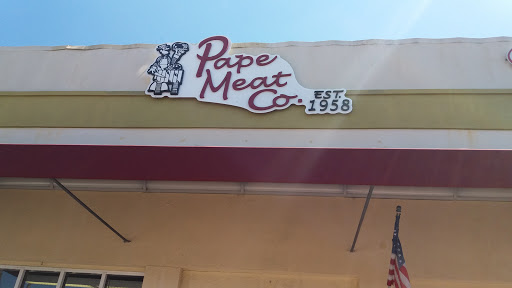 Pape
Meat
Co.
EST.
1958